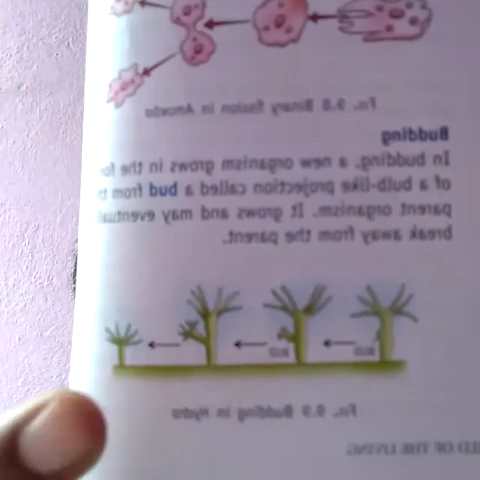 Fig. 9.8 Binary fission in Amoeba
Budding
In budding, a new organism grows in the
of a bulb-like projection called a bud from
parent organism. It grows and may
break away from the parent.
Bud
Bud
Fig. 9.9 Budding in Hydra
OF THE LIVING